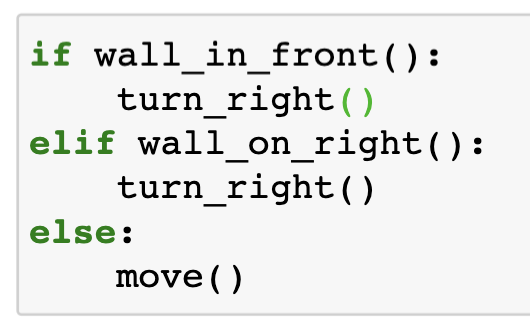 if wall_in_front():
    turn_right()
elif wall_on_right():
    turn_right()
else:
    move()